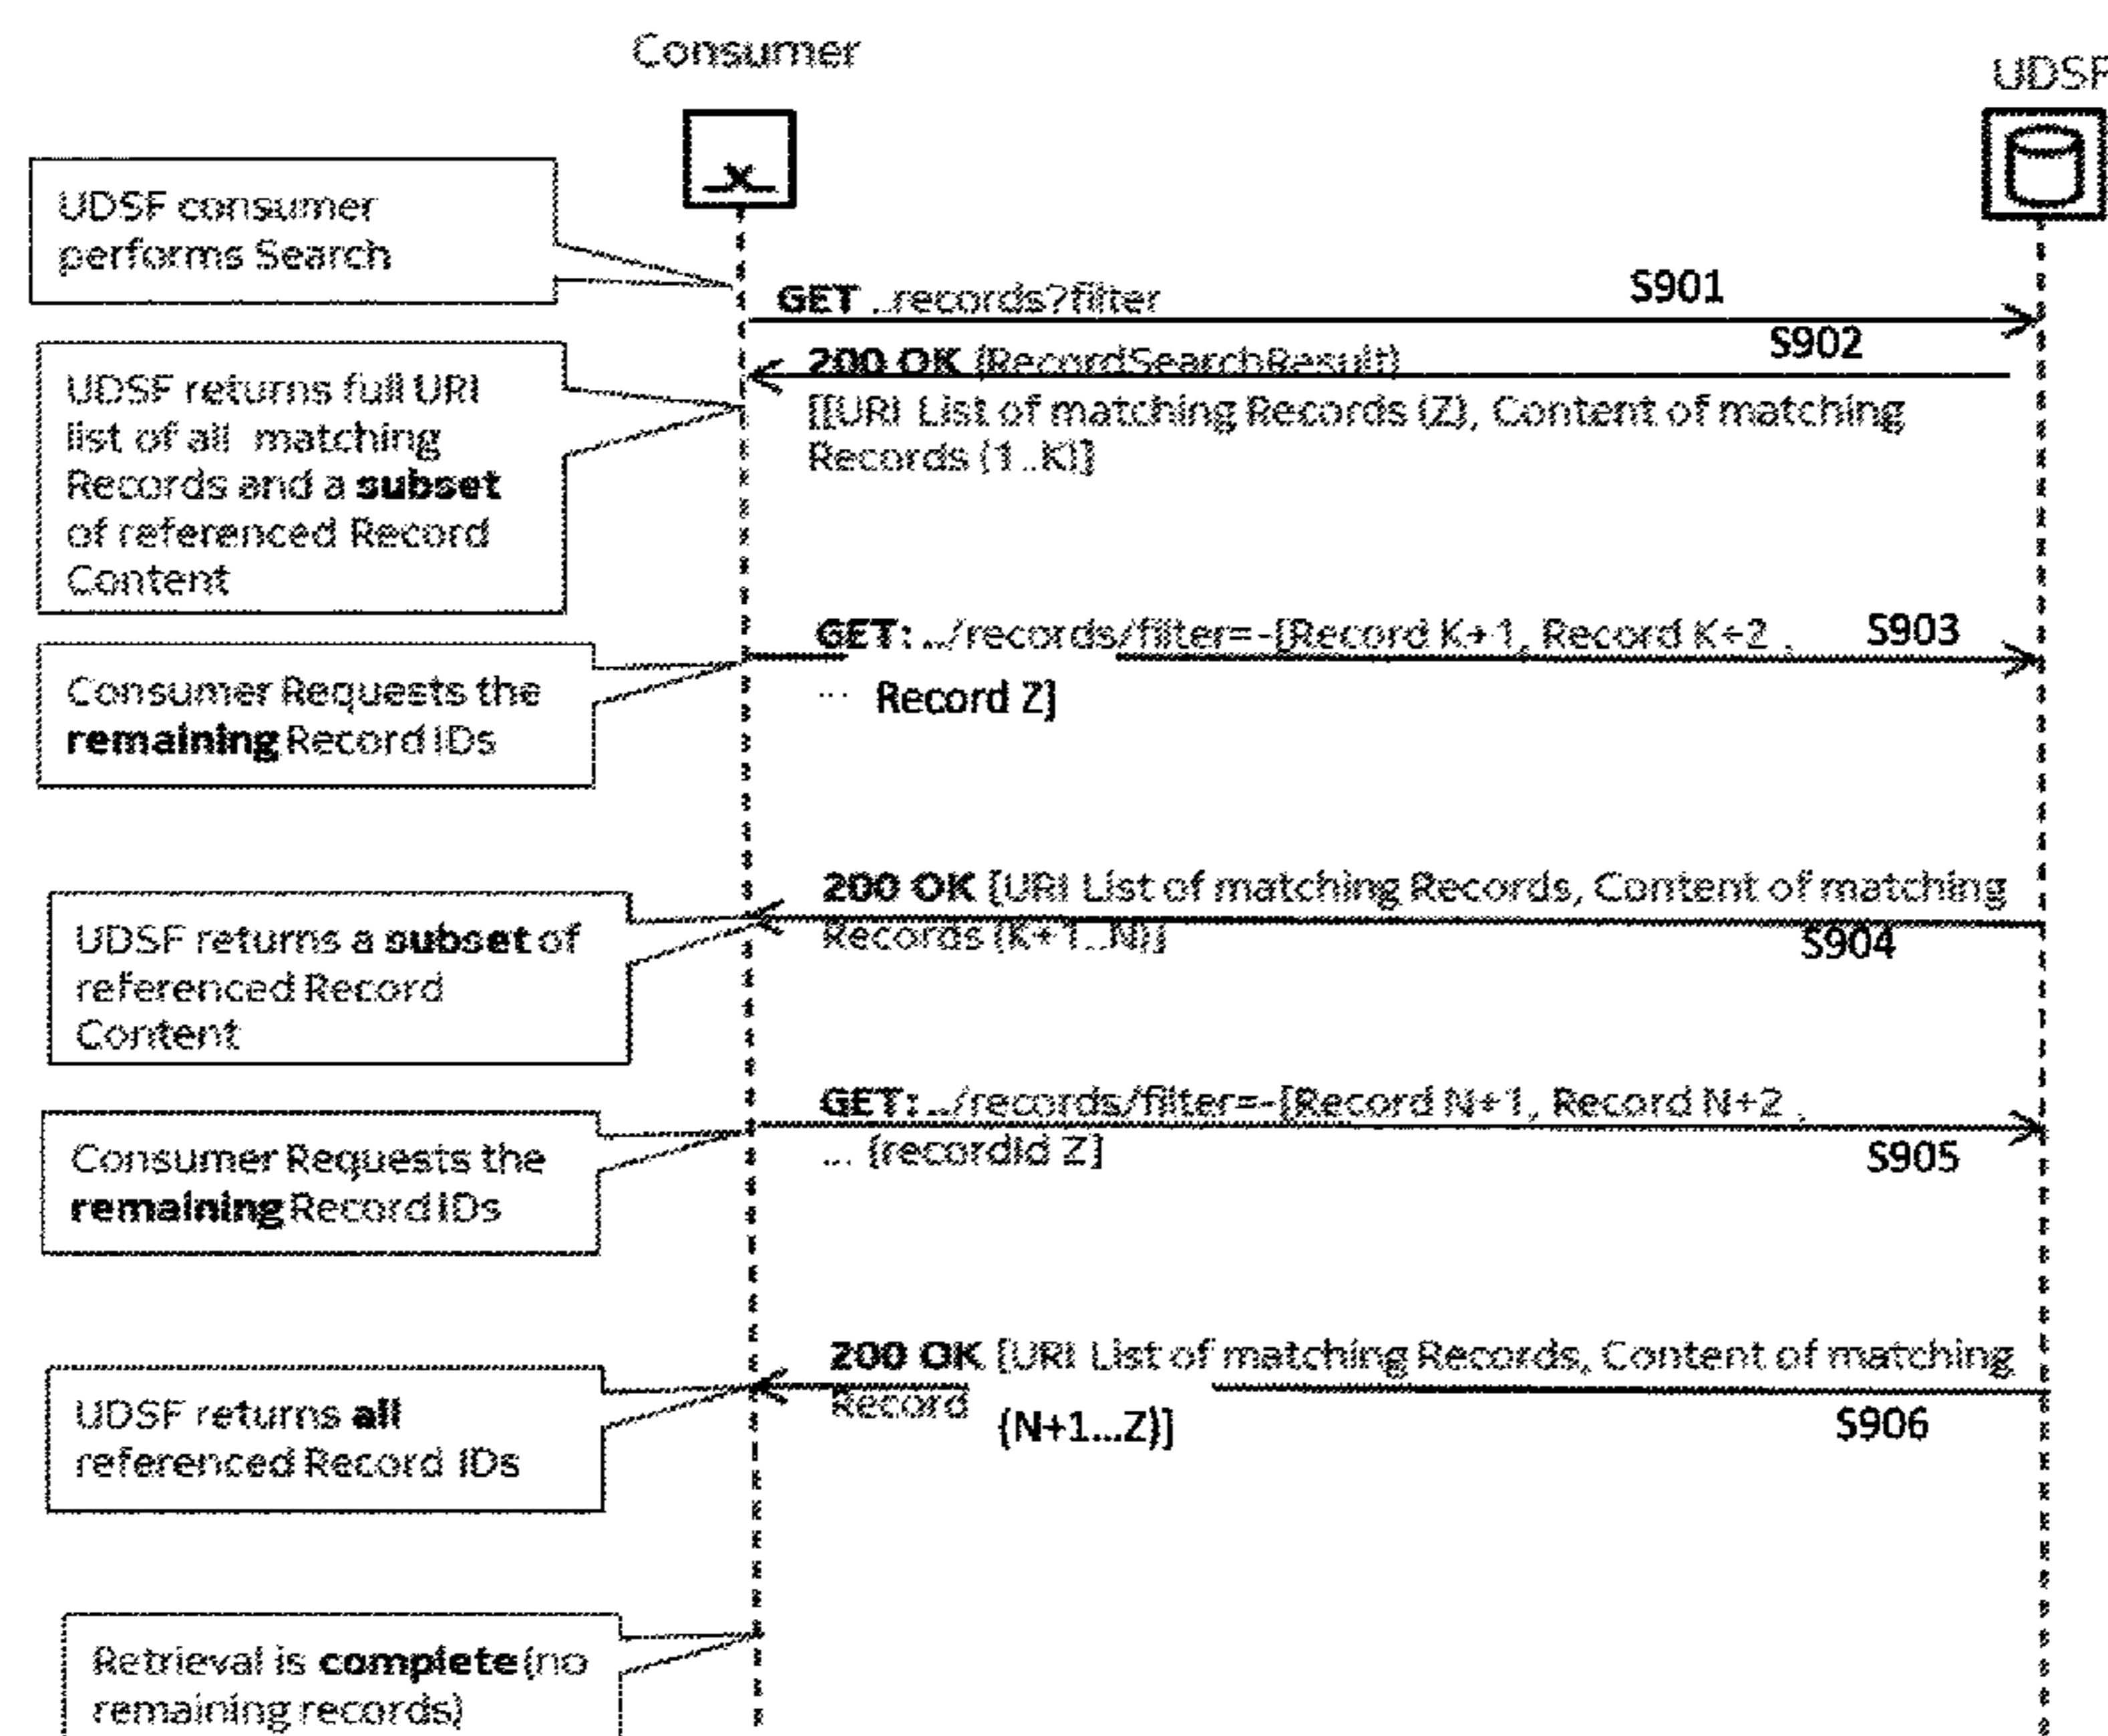 Consumer
UDSF
UDSF consumer
performs Search
GET ..records?filter
S901
S902
200 OK (RecordSearchResult)
[[URI List of matching Records (Z), Content of matching
Records (1..K)]
UDSF returns full URI
list of all matching
Records and a subset
of referenced Record
Content
GET: ../records/filter=-[Record K+1, Record K+2 ,
S903
... Record Z]
Consumer Requests the
remaining Record IDs
200 OK [URI List of matching Records, Content of matching
Records (K+1..N)]
S904
UDSF returns a subset of
referenced Record
Content
GET: ../records/filter=-[Record N+1, Record N+2 ,
... (recordId Z]
S905
Consumer Requests the
remaining Record IDs
200 OK [URI List of matching Records, Content of matching
Record (N+1...Z)]
S906
UDSF returns all
referenced Record IDs
Retrieval is complete (no
remaining records)